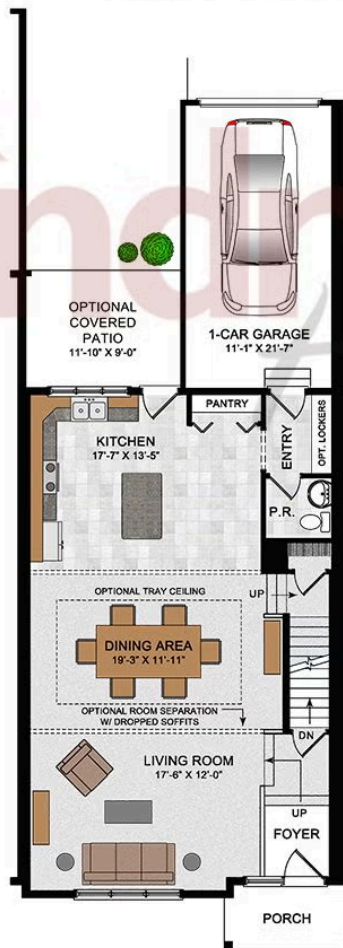 OPTIONAL
COVERED
PATIO
11'-10" X 9'-0"
1-CAR GARAGE
11'-1" X 21'-7"
PANTRY
KITCHEN
17'-7" X 13'-5"
ENTRY
OPT. LOCKERS
P.R.
OPTIONAL TRAY CEILING
UP
DINING AREA
19'-3" X 11'-11"
OPTIONAL ROOM SEPARATION
W/ DROPPED SOFFITS
DN
LIVING ROOM
17'-6" X 12'-0"
UP
FOYER
PORCH